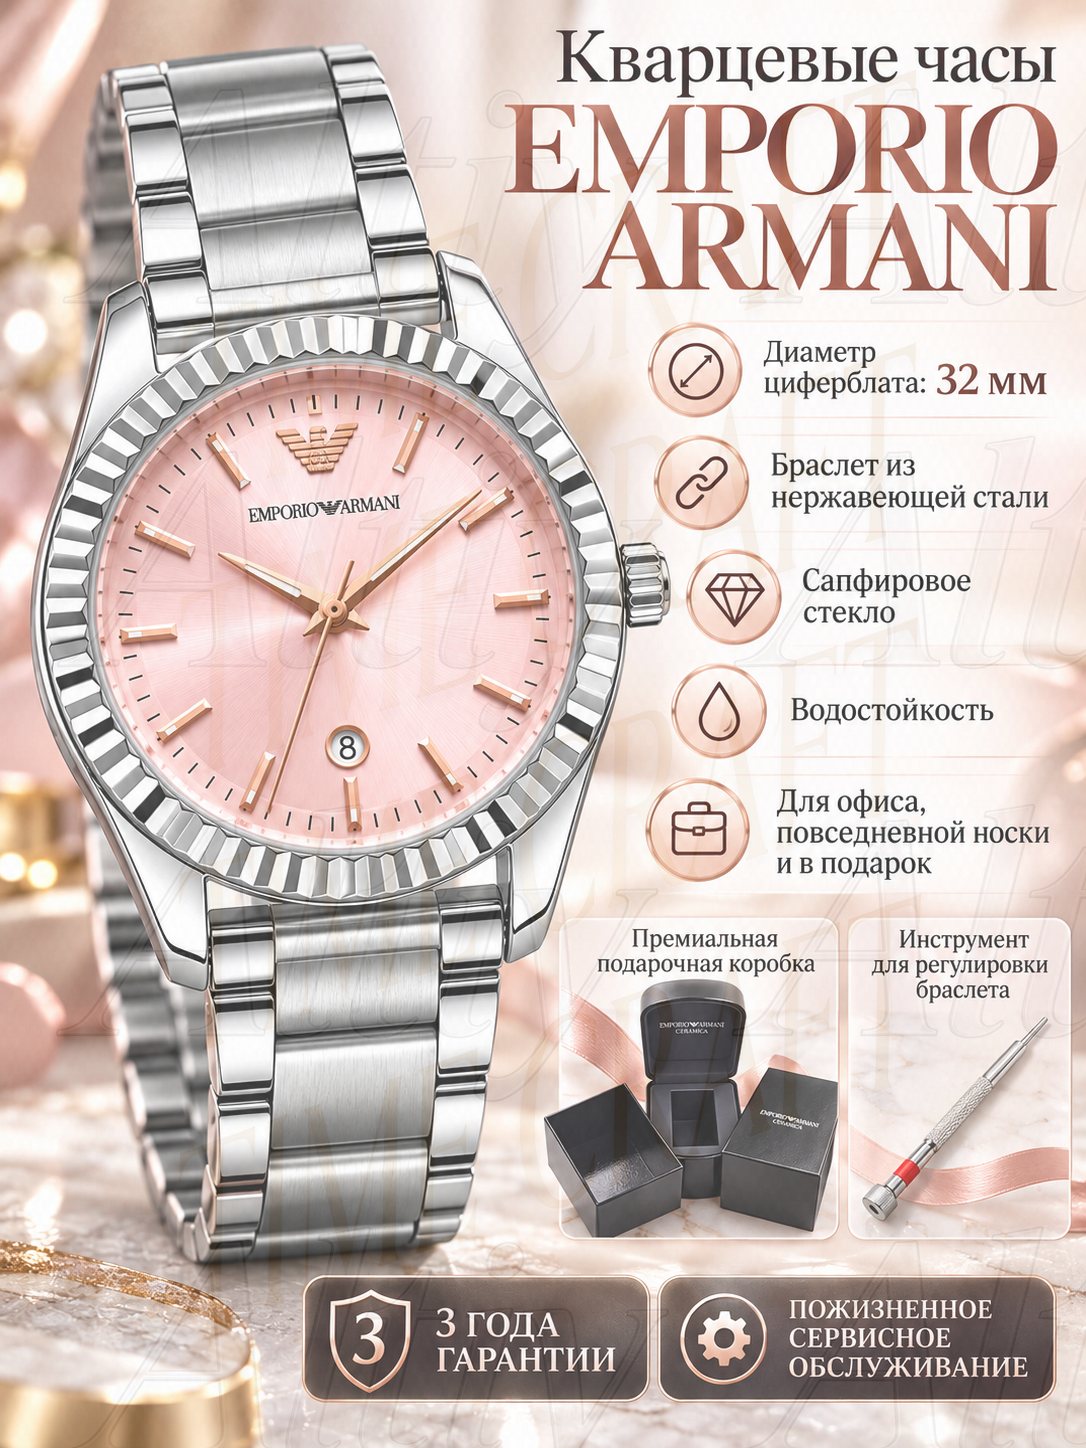 Кварцевые часы
EMPORIO
ARMANI
Диаметр
циферблата: 32 мм
Браслет из
нержавеющей стали
Сапфировое
стекло
Водостойкость
Для офиса,
повседневной носки
и в подарок
EMPORIO ARMANI
8
Премиальная
подарочная коробка
EMPORIO ARMANI
CERAMICA
EMPORIO ARMANI
CERAMICA
Инструмент
для регулировки
браслета
3
3 ГОДА
ГАРАНТИИ
ПОЖИЗНЕННОЕ
СЕРВИСНОЕ
ОБСЛУЖИВАНИЕ